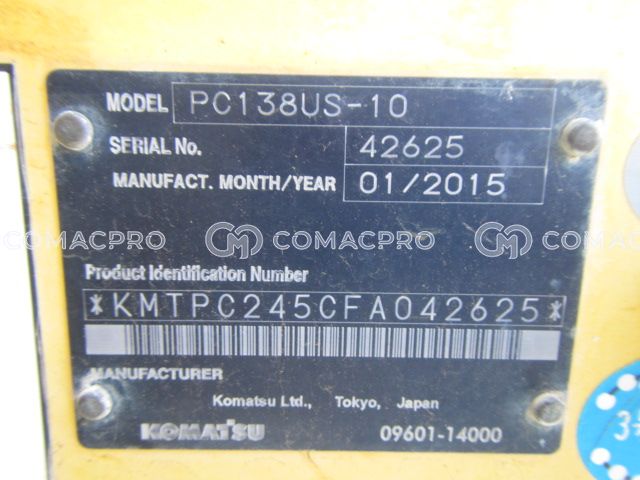 MODEL PC138US-10
SERIAL No. 42625
MANUFACT. MONTH/YEAR 01/2015
COMACPRO COMACPRO COMACPRO
Product Identification Number
*KMTPC245CFA042625*
MANUFACTURER
Komatsu Ltd., Tokyo, Japan
KOMATSU 09601-14000